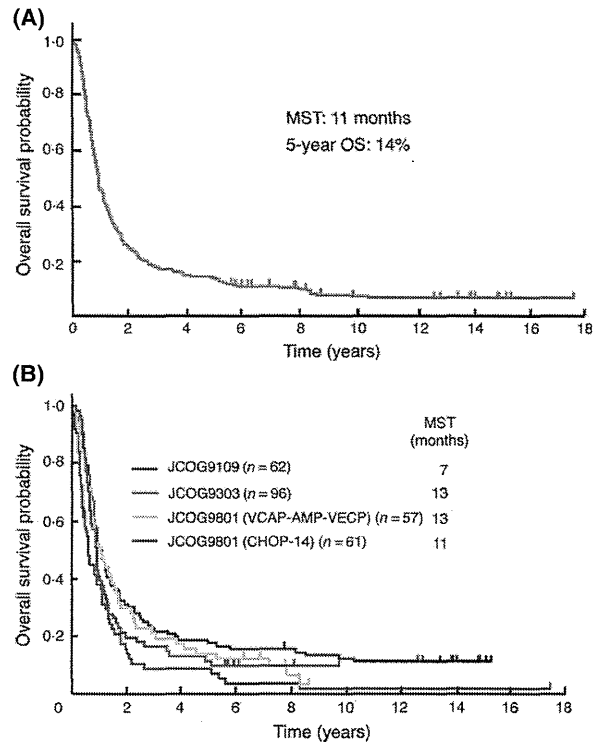 (A)
1·0
0·8
0·6
0·4
0·2
Overall survival probability
MST: 11 months
5-year OS: 14%
0 2 4 6 8 10 12 14 16 18
Time (years)
(B)
1·0
0·8
0·6
0·4
0·2
Overall survival probability
MST
(months)
JCOG9109 (n = 62) 7
JCOG9303 (n = 96) 13
JCOG9801 (VCAP-AMP-VECP) (n = 57) 13
JCOG9801 (CHOP-14) (n = 61) 11
0 2 4 6 8 10 12 14 16 18
Time (years)